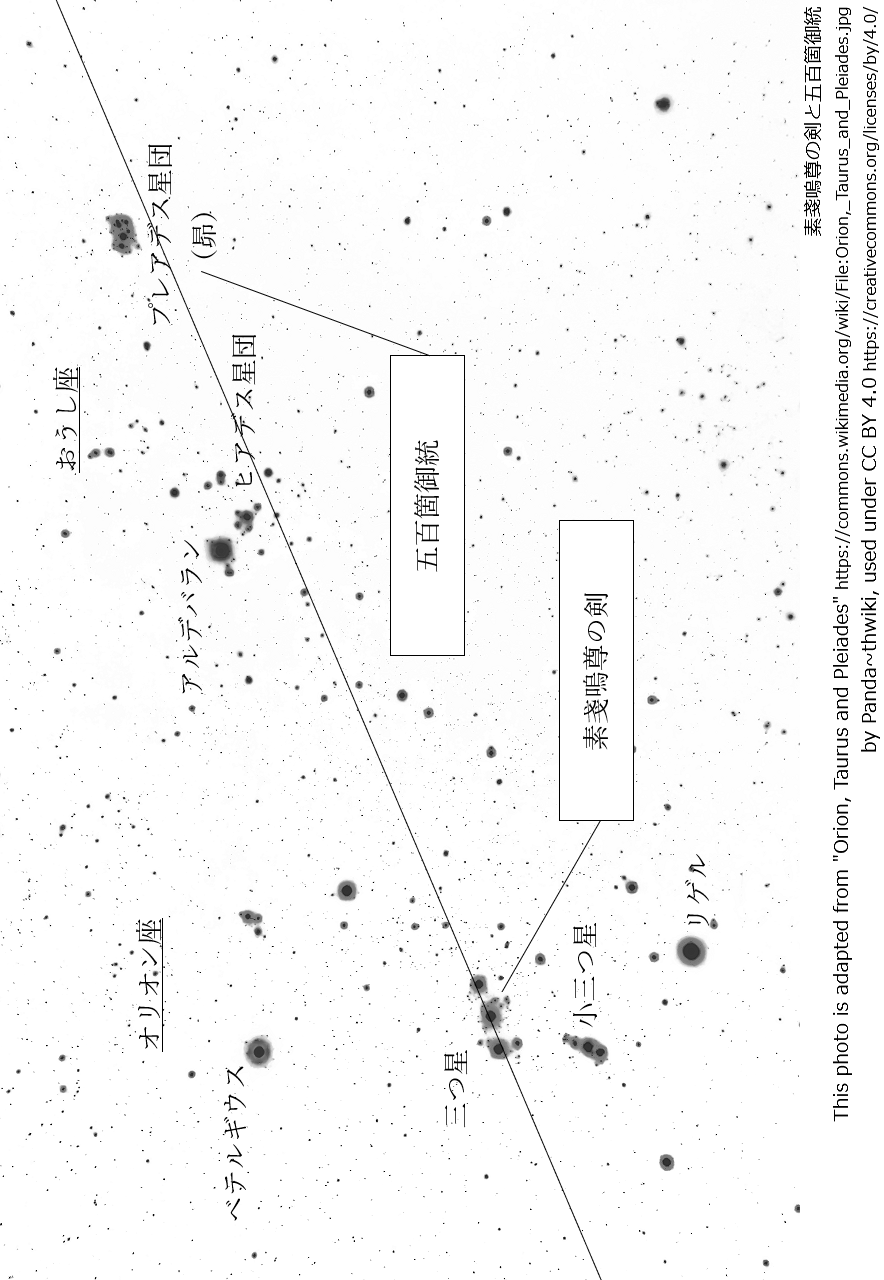 おうし座
オリオン座
プレアデス星団
(昴)
アルデバラン
ベテルギウス
ヒアデス星団
五百箇御統
三つ星
小三つ星
素戔嗚尊の剣
リゲル
素戔嗚尊の剣と五百箇御統
This photo is adapted from "Orion, Taurus and Pleiades" https://commons.wikimedia.org/wiki/File:Orion,_Taurus_and_Pleiades.jpg
by Panda~thwiki, used under CC BY 4.0 https://creativecommons.org/licenses/by/4.0/